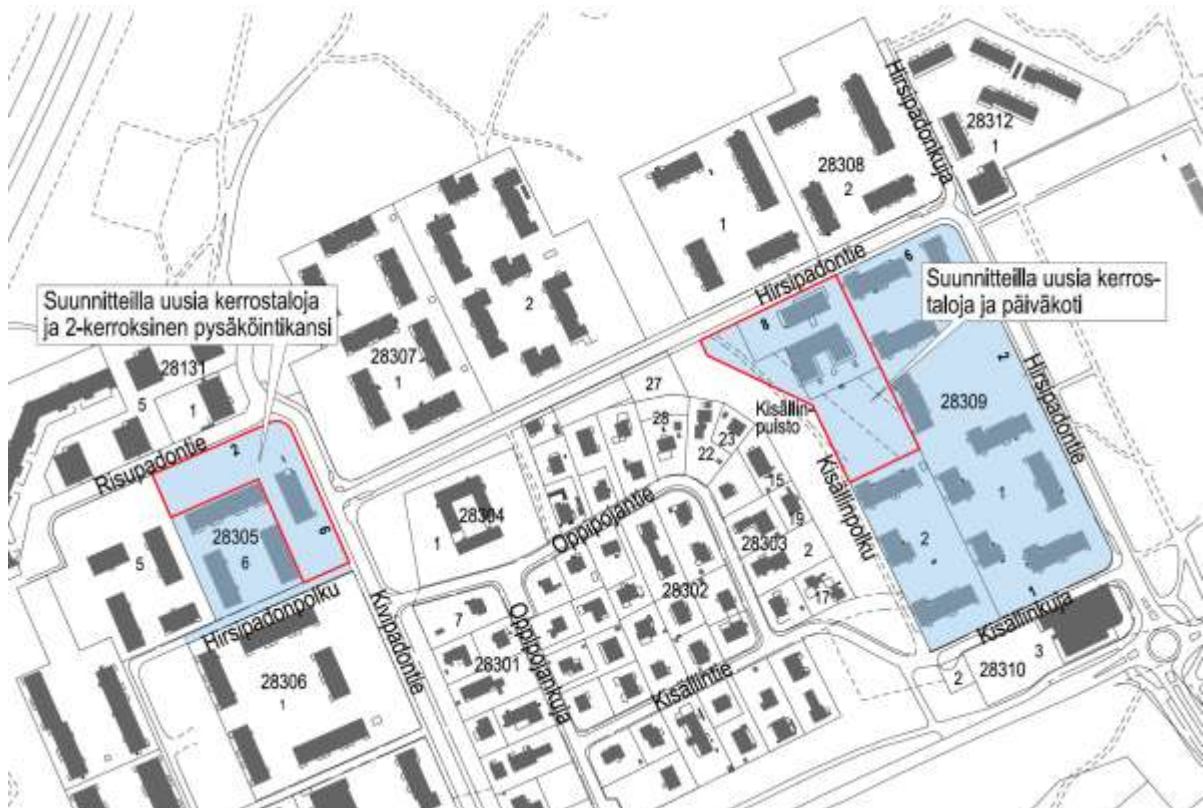 Hirsipadonkuja
28312
1
28308
2
1
Hirsipadontie
6
Suunnitteilla uusia kerros-
taloja ja päiväkoti
Suunnitteilla uusia kerrostaloja
ja 2-kerroksinen pysäköintikansi
2
28307
1
8
28131
5
1
27
28
23
22
Kisällin-
puisto
2
28309
Hirsipadontie
Risupadontie
2
6
28305
6
5
28304
1
Oppipojantie
15
19
28303
2
17
Kisällinpolku
1
2
1
Kisällinkuja
Hirsipadonpolku
Kivipadontie
7
28301
Oppipojankuja
28302
Kisällintie
28306
1
2
28310
3